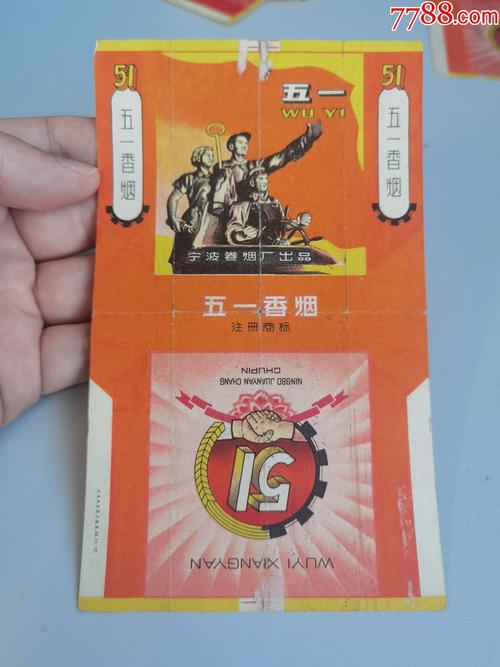 7788.com
51
五一香烟
五一
WU YI
51
五一香烟
宁波卷烟厂出品
五一香烟
注册商标
NINGBO JUANYAN CHANG
CHUPIN
51
WUYI XIANGYAN